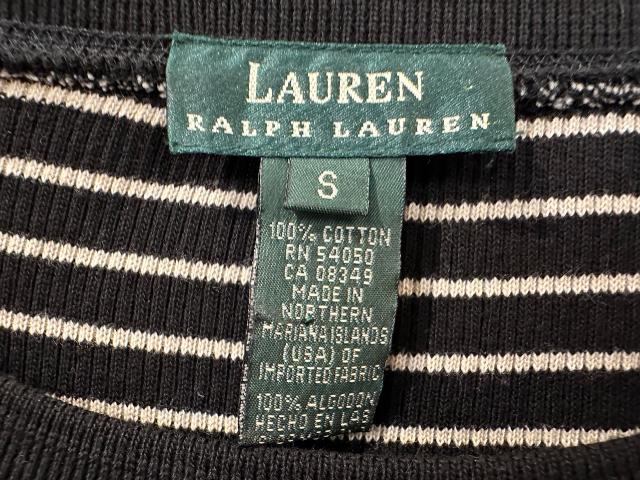 LAUREN
RALPH LAUREN
S
100% COTTON
RN 54050
CA 08349
MADE IN
NORTHERN
MARIANA ISLANDS
(USA) OF
IMPORTED FABRIC
100% ALGODON
HECHO EN LAS